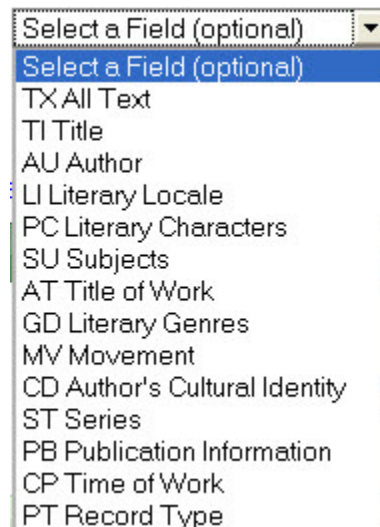 Select a Field (optional)
Select a Field (optional)
TX All Text
TI Title
AU Author
LI Literary Locale
PC Literary Characters
SU Subjects
AT Title of Work
GD Literary Genres
MV Movement
CD Author's Cultural Identity
ST Series
PB Publication Information
CP Time of Work
PT Record Type